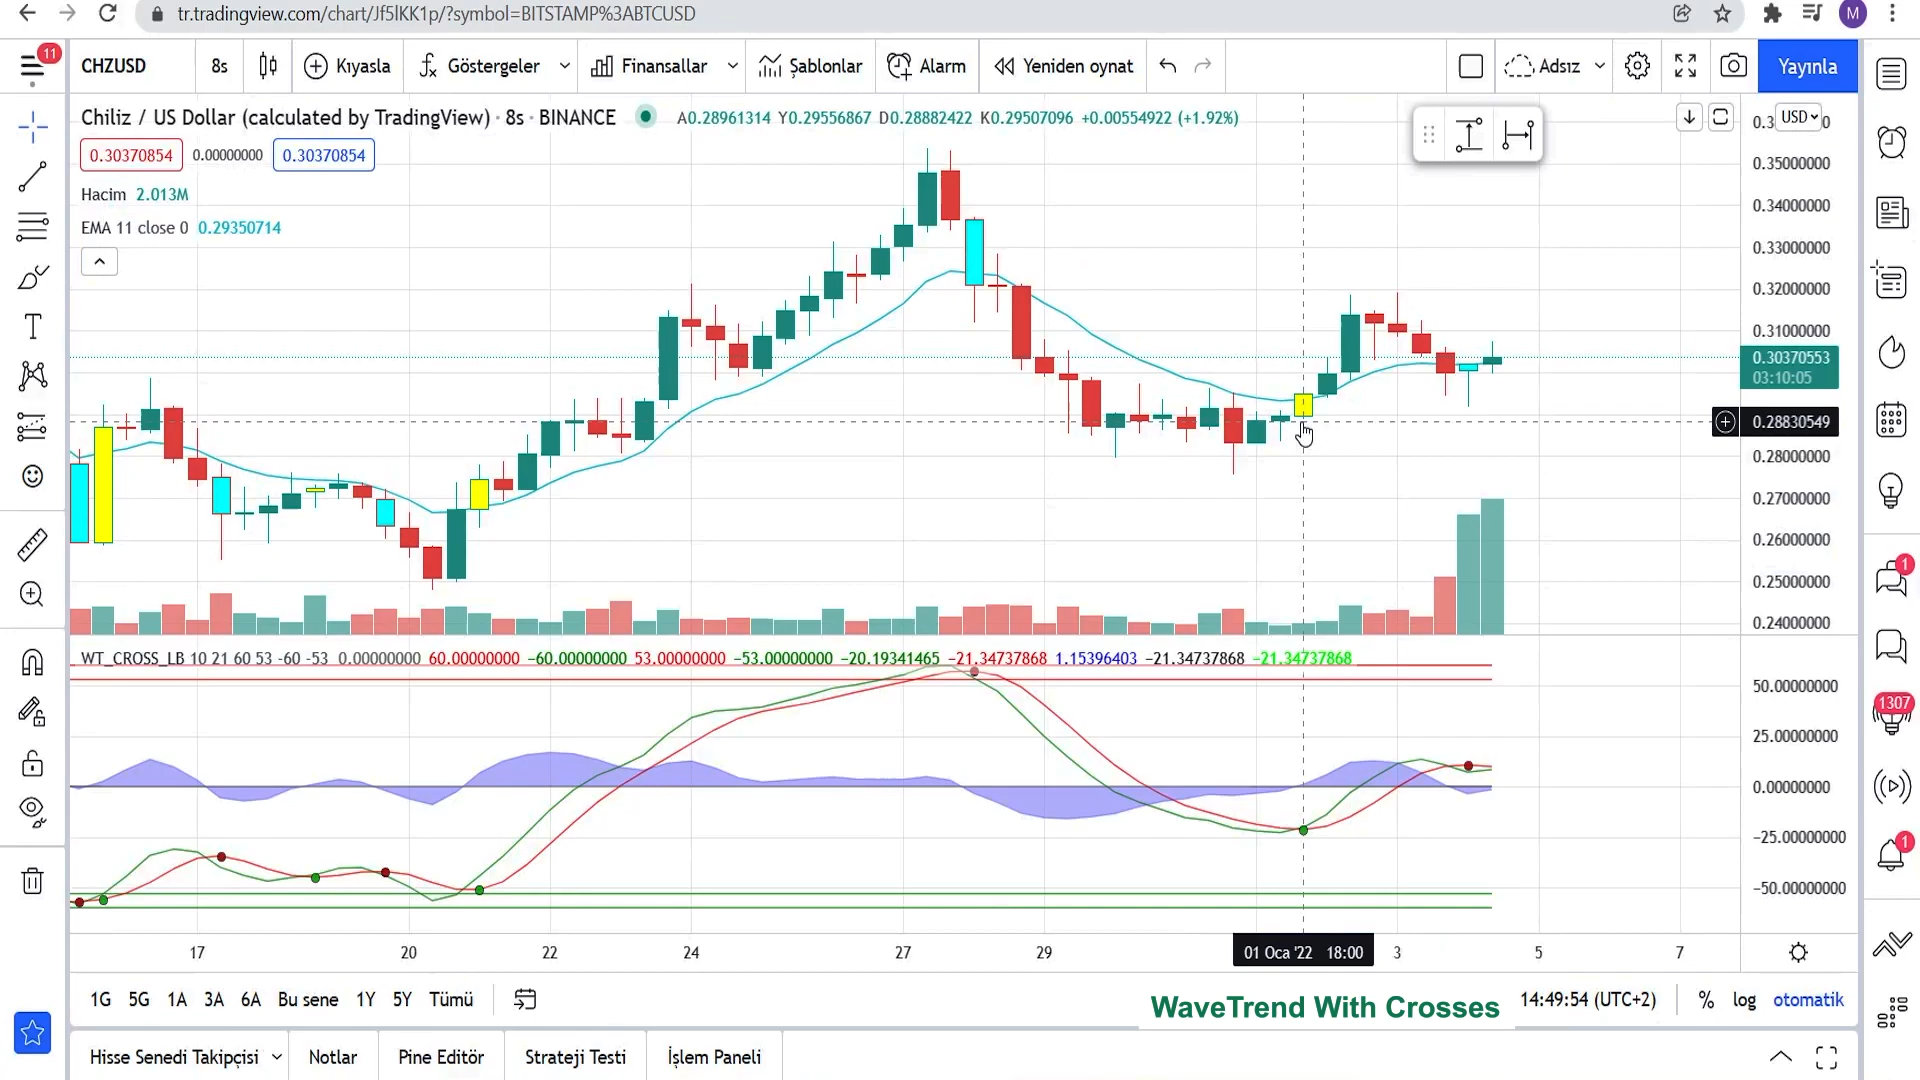 tr.tradingview.com/chart/Jf5lKK1p/?symbol=BITSTAMP%3ABTCUSD
M
11
CHZUSD 8s Kıyasla Göstergeler Finansallar Şablonlar Alarm Yeniden oynat Adsız Yayınla
Chiliz / US Dollar (calculated by TradingView) · 8s · BINANCE A0.28961314 Y0.29556867 D0.28882422 K0.29507096 +0.00554922 (+1.92%)
0.30370854 0.00000000 0.30370854
Hacim 2.013M
EMA 11 close 0 0.29350714
USD
0.35000000
0.34000000
0.33000000
0.32000000
0.31000000
0.30370553
03:10:05
0.28830549
0.28000000
0.27000000
0.26000000
0.25000000
0.24000000
WT_CROSS_LB 10 21 60 53 -60 -53 0.00000000 60.00000000 −60.00000000 53.00000000 −53.00000000 −20.19341465 −21.34737868 1.15396403 −21.34737868 −21.34737868
50.00000000
25.00000000
0.00000000
−25.00000000
−50.00000000
17 20 22 24 27 29 01 Oca '22 18:00 3 5 7
1G 5G 1A 3A 6A Bu sene 1Y 5Y Tümü
WaveTrend With Crosses
14:49:54 (UTC+2) % log otomatik
Hisse Senedi Takipçisi Notlar Pine Editör Strateji Testi İşlem Paneli
1
1307
1